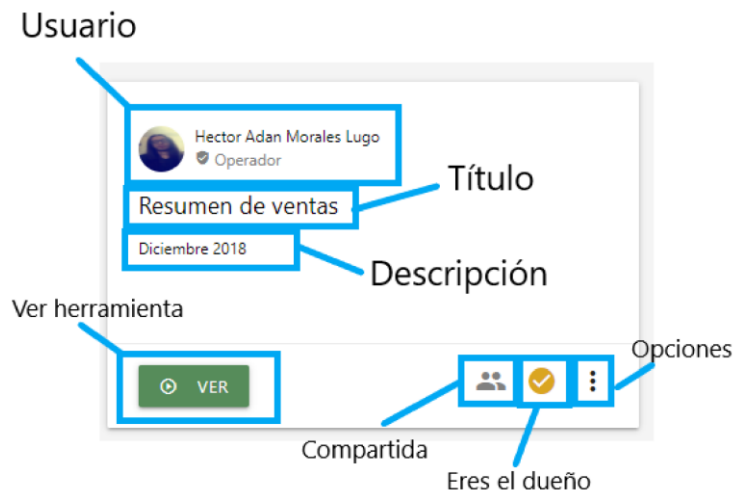 Usuario
Hector Adan Morales Lugo
Operador
Título
Resumen de ventas
Diciembre 2018
Descripción
Ver herramienta
Opciones
VER
Compartida
Eres el dueño